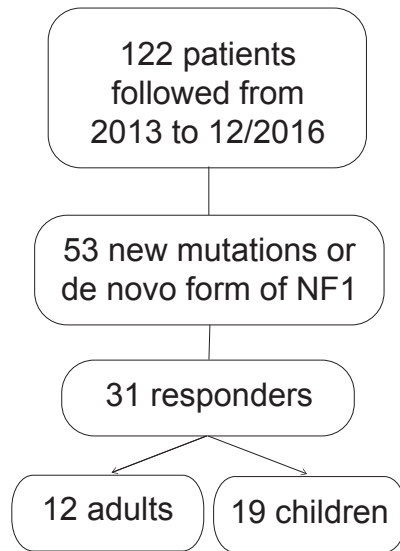 122 patients
followed from
2013 to 12/2016
53 new mutations or
de novo form of NF1
31 responders
12 adults
19 children